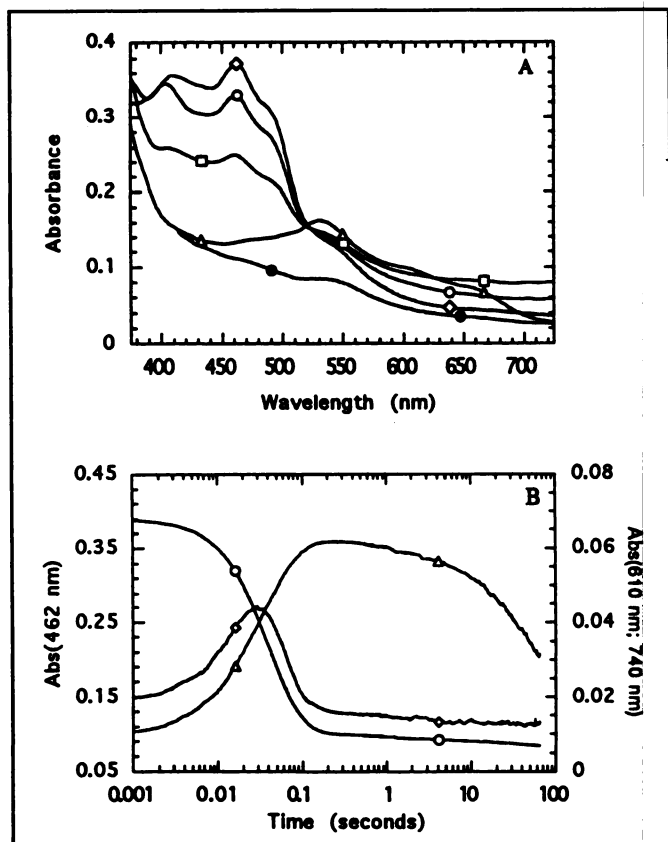 A
0.4
0.3
0.2
0.1
0
Absorbance
400 450 500 550 600 650 700
Wavelength (nm)
B
0.45
0.35
0.25
0.15
0.05
Abs(462 nm)
0.08
0.06
0.04
0.02
0
Abs(610 nm; 740 nm)
0.001 0.01 0.1 1 10 100
Time (seconds)